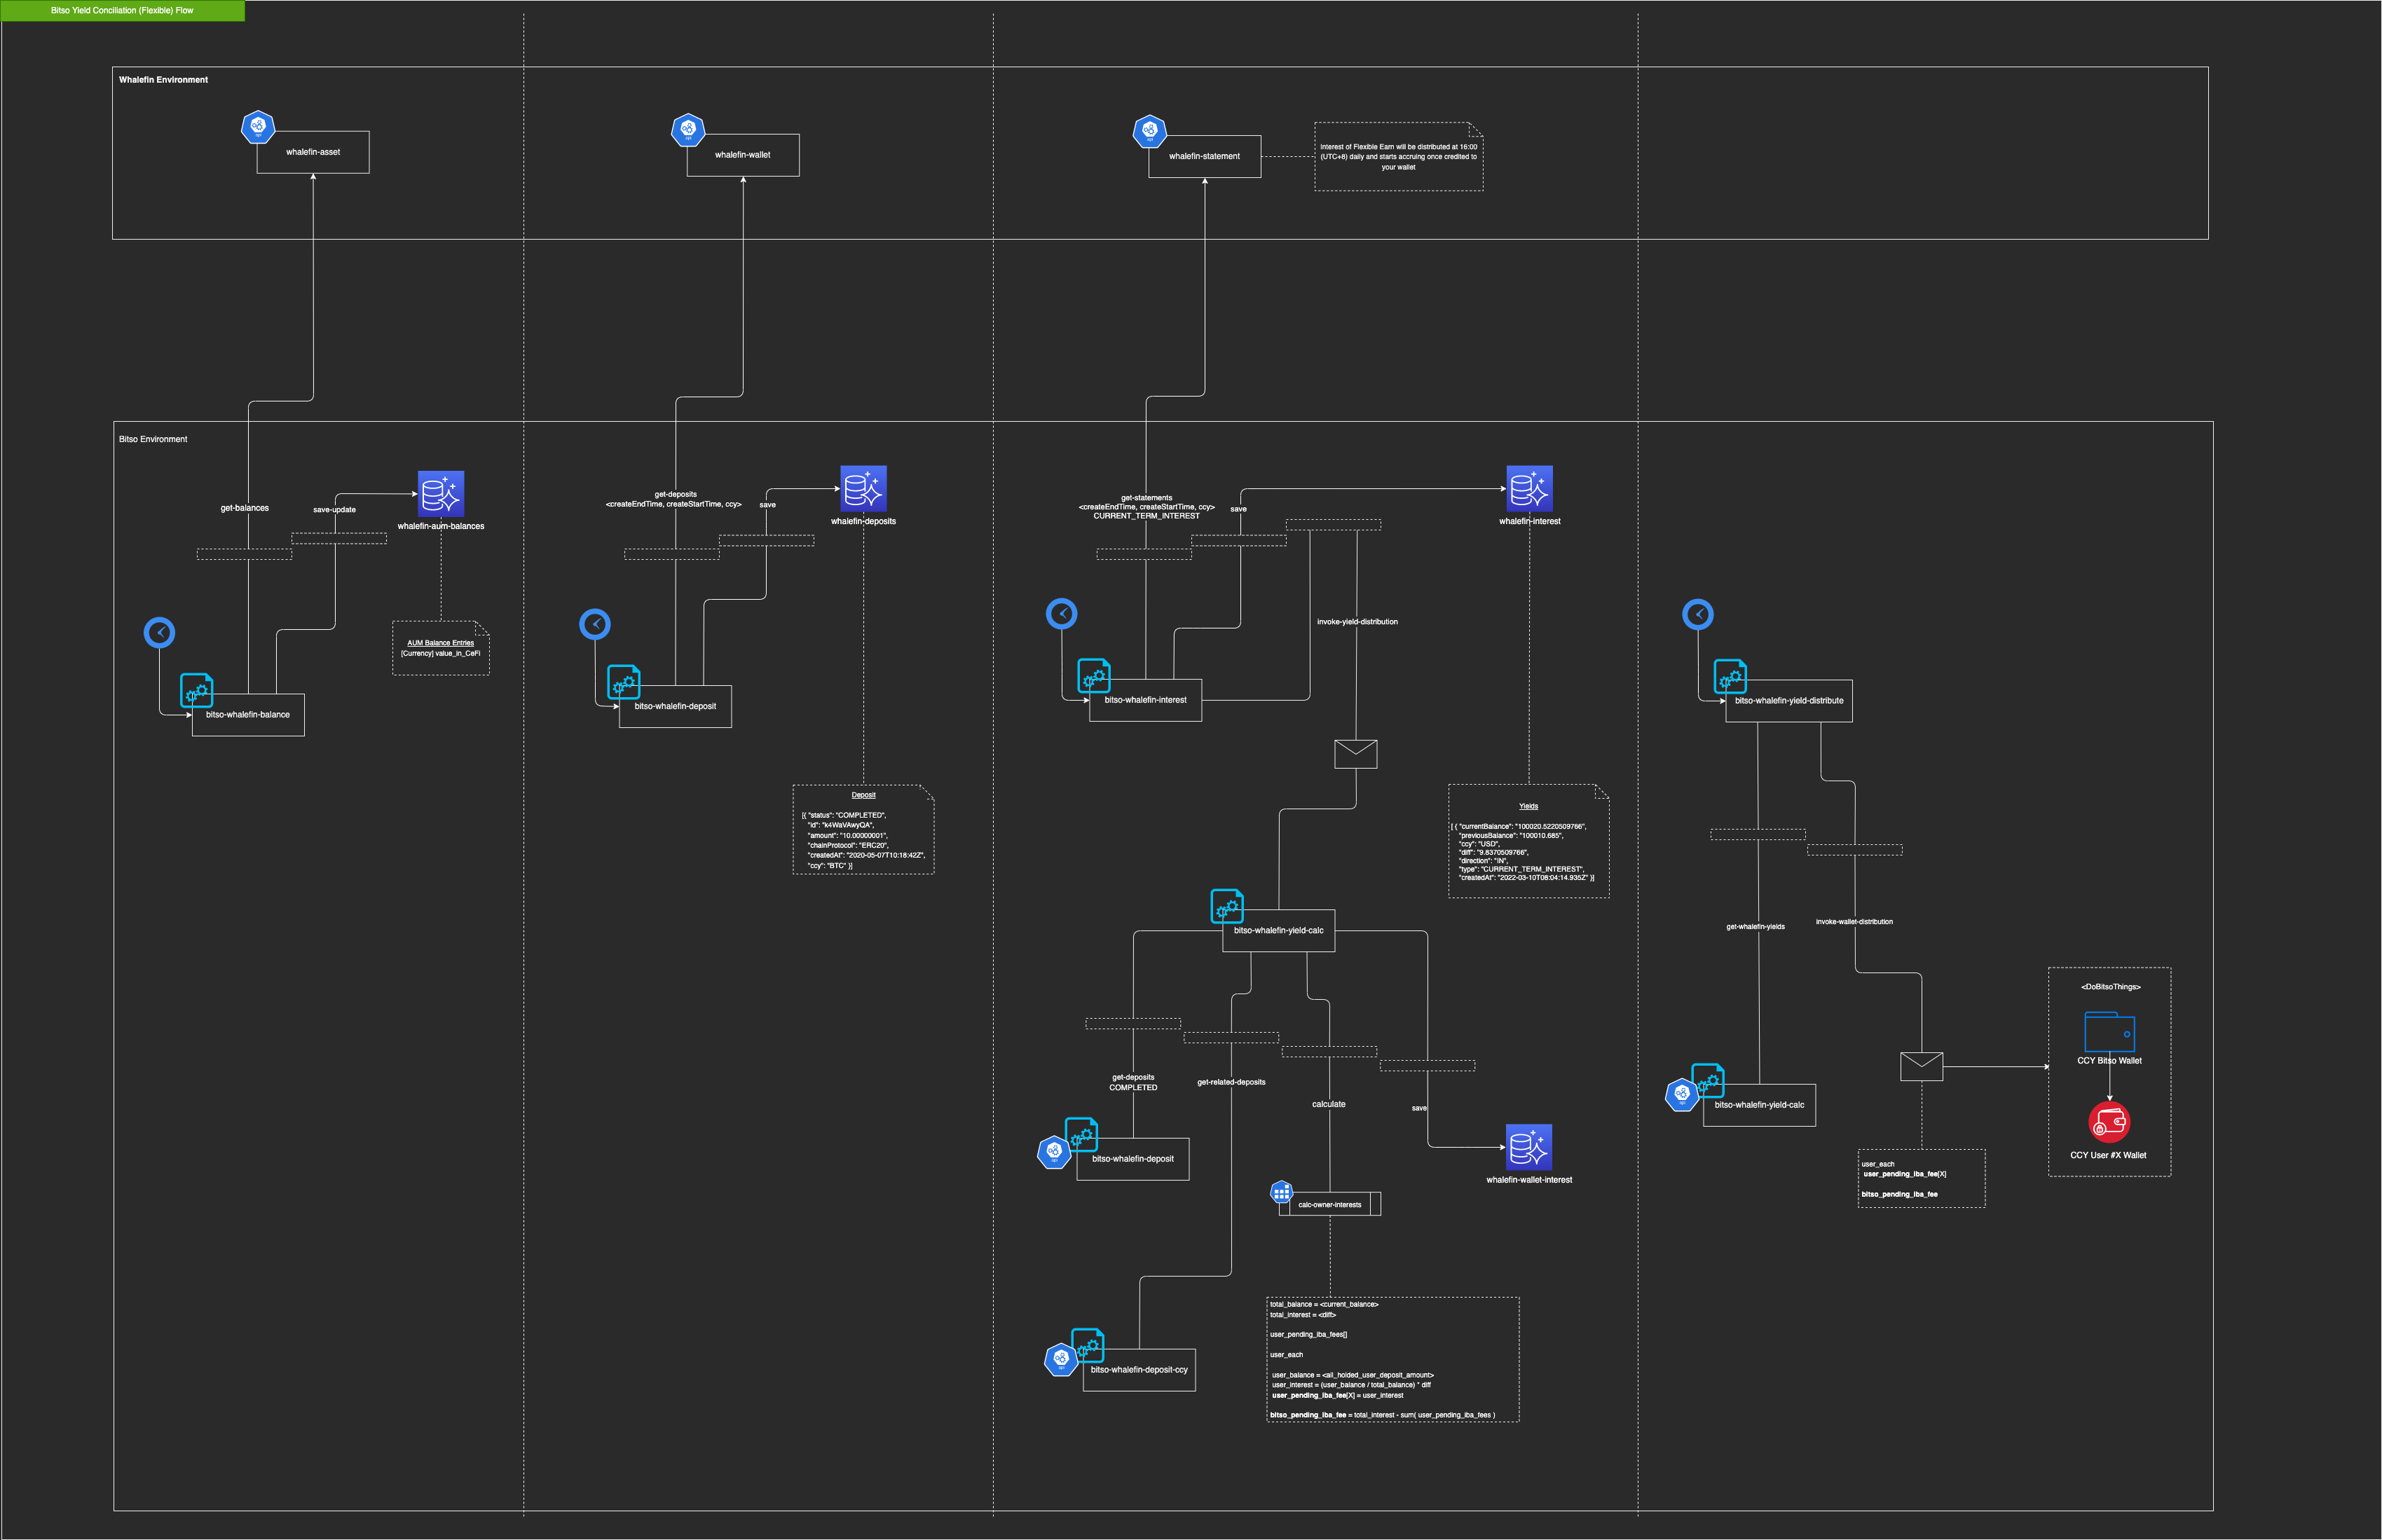 Bitso Yield Conciliation (Flexible) Flow
Whalefin Environment
whalefin-asset
whalefin-wallet
whalefin-statement
Interest of Flexible Earn will be distributed at 16:00
(UTC+8) daily and starts accruing once credited to
your wallet
Bitso Environment
get-balances
save-update
whalefin-aum-balances
AUM Balance Entries
[Currency] value_in_CeFi
bitso-whalefin-balance
get-deposits
<createEndTime, createStartTime, ccy>
save
whalefin-deposits
bitso-whalefin-deposit
Deposit
[{ "status": "COMPLETED",
"id": "k4WaVAwyQA",
"amount": "10.00000001",
"chainProtocol": "ERC20",
"createdAt": "2020-05-07T10:18:42Z",
"ccy": "BTC" }]
get-statements
<createEndTime, createStartTime, ccy>
CURRENT_TERM_INTEREST
save
whalefin-interest
invoke-yield-distribution
bitso-whalefin-interest
Yields
[ { "currentBalance": "100020.5220509766",
"previousBalance": "100010.685",
"ccy": "USD",
"diff": "9.8370509766",
"direction": "IN",
"type": "CURRENT_TERM_INTEREST",
"createdAt": "2022-03-10T08:04:14.935Z" }]
bitso-whalefin-yield-calc
get-deposits
COMPLETED
get-related-deposits
calculate
save
bitso-whalefin-deposit
whalefin-wallet-interest
calc-owner-interests
bitso-whalefin-deposit-ccy
total_balance = <current_balance>
total_interest = <diff>
user_pending_iba_fees[]
user_each
user_balance = <all_holded_user_deposit_amount>
user_interest = (user_balance / total_balance) * diff
user_pending_iba_fee[X] = user_interest
bitso_pending_iba_fee = total_interest - sum( user_pending_iba_fees )
bitso-whalefin-yield-distribute
get-whalefin-yields
invoke-wallet-distribution
bitso-whalefin-yield-calc
user_each
user_pending_iba_fee[X]
bitso_pending_iba_fee
<DoBitsoThings>
CCY Bitso Wallet
CCY User #X Wallet